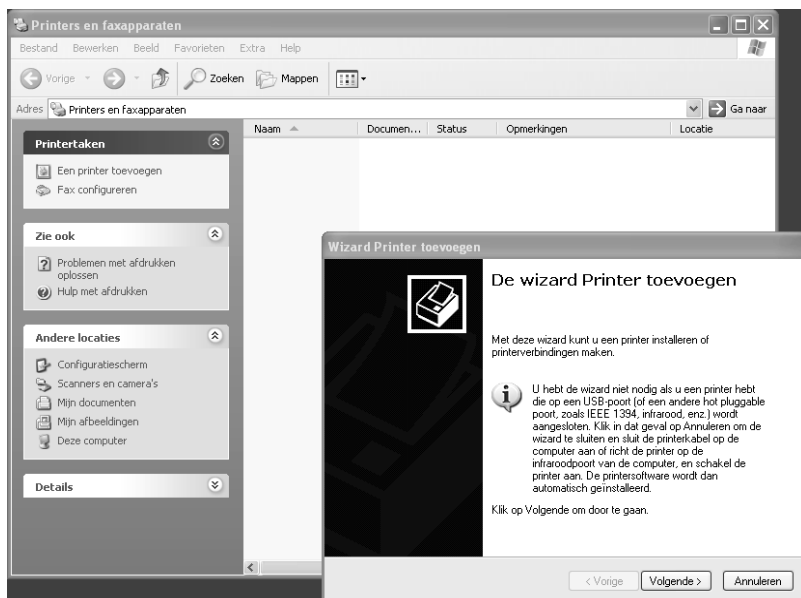 Printers en faxapparaten
Bestand Bewerken Beeld Favorieten Extra Help
Vorige Zoeken Mappen
Adres Printers en faxapparaten Ga naar
Printertaken
Een printer toevoegen
Fax configureren
Zie ook
Problemen met afdrukken
oplossen
Hulp met afdrukken
Andere locaties
Configuratiescherm
Scanners en camera's
Mijn documenten
Mijn afbeeldingen
Deze computer
Details
Naam Documen... Status Opmerkingen Locatie
Wizard Printer toevoegen
De wizard Printer toevoegen
Met deze wizard kunt u een printer installeren of
printerverbindingen maken.
U hebt de wizard niet nodig als u een printer hebt
die op een USB-poort (of een andere hot pluggable
poort, zoals IEEE 1394, infrarood, enz.) wordt
aangesloten. Klik in dat geval op Annuleren om de
wizard te sluiten en sluit de printerkabel op de
computer aan of richt de printer op de
infraroodpoort van de computer, en schakel de
printer aan. De printersoftware wordt dan
automatisch geïnstalleerd.
Klik op Volgende om door te gaan.
< Vorige Volgende > Annuleren